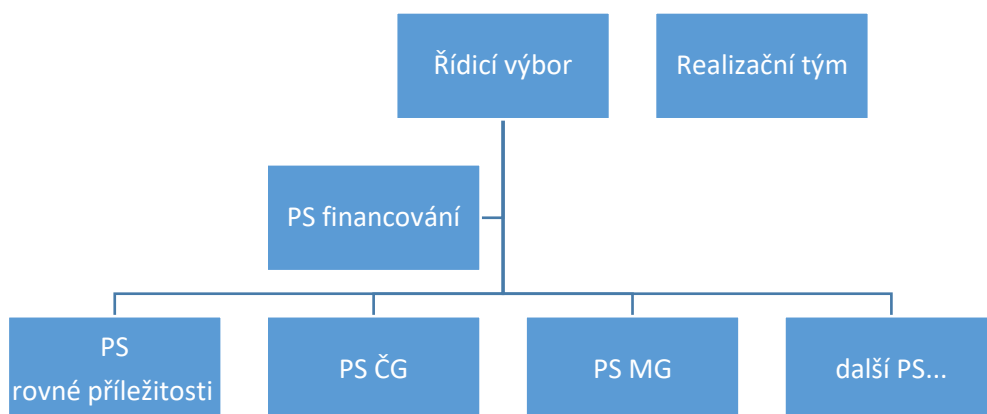 Řídicí výbor
Realizační tým
PS financování
PS
rovné příležitosti
PS ČG
PS MG
další PS...